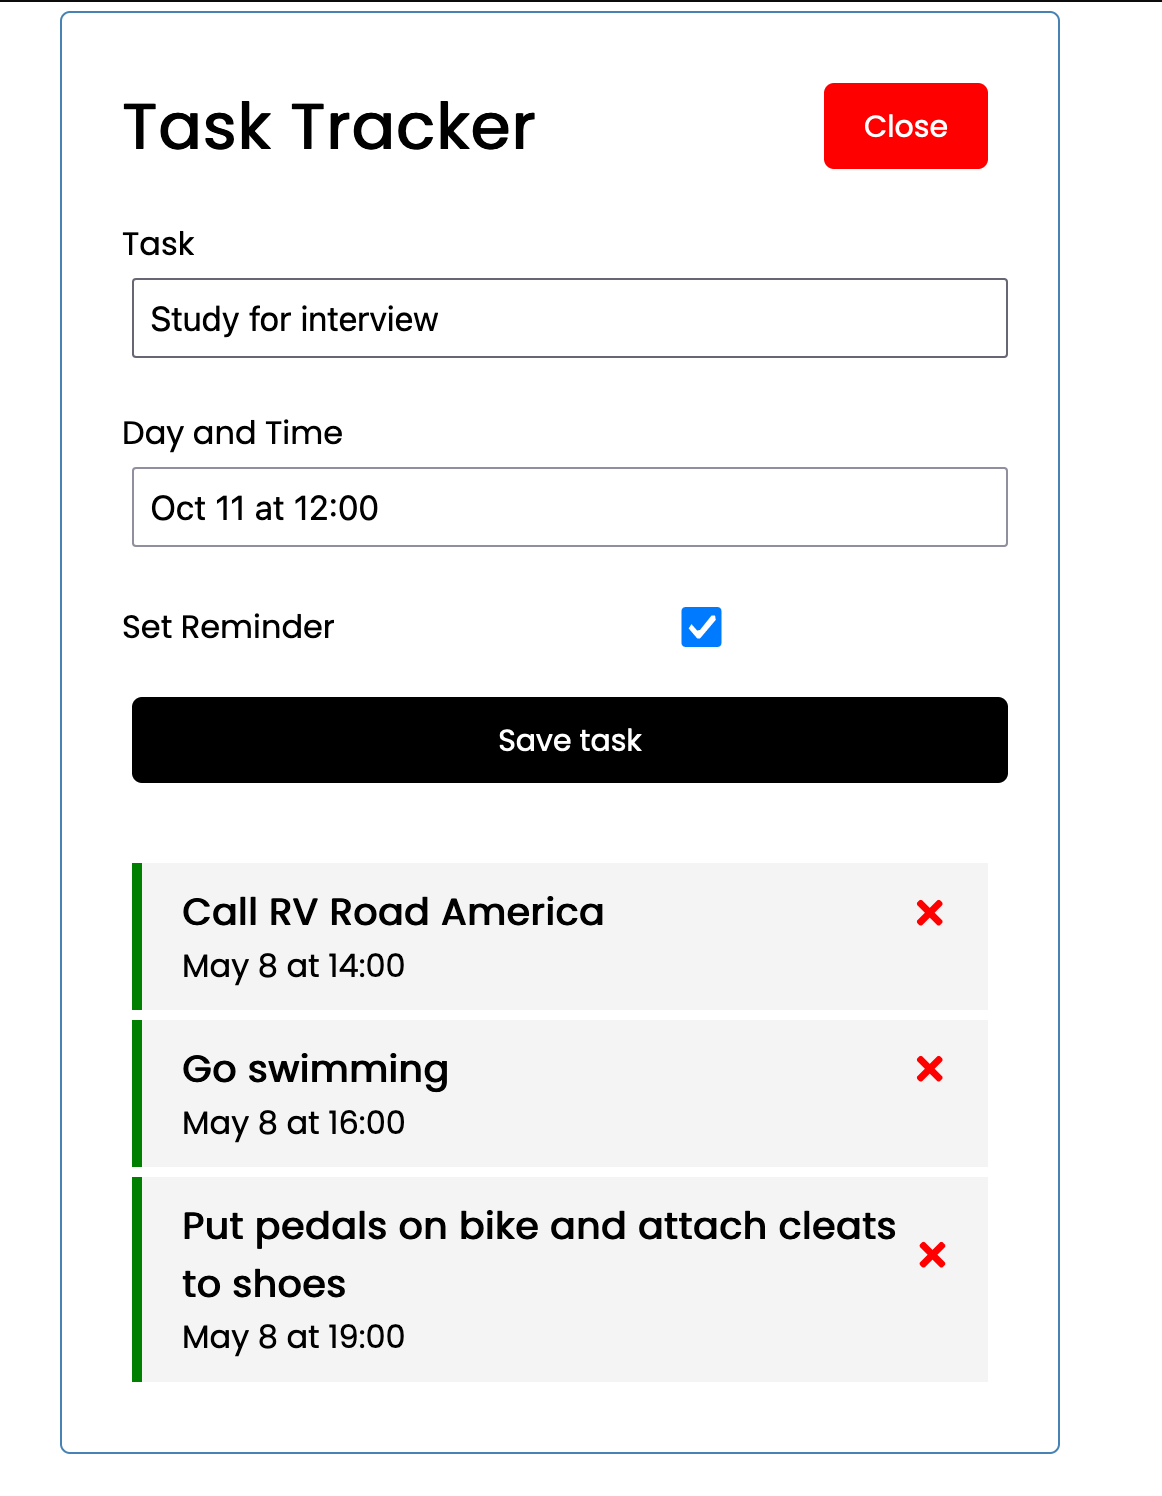 Task Tracker
Close
Task
Study for interview
Day and Time
Oct 11 at 12:00
Set Reminder
Save task
Call RV Road America
May 8 at 14:00
Go swimming
May 8 at 16:00
Put pedals on bike and attach cleats
to shoes
May 8 at 19:00